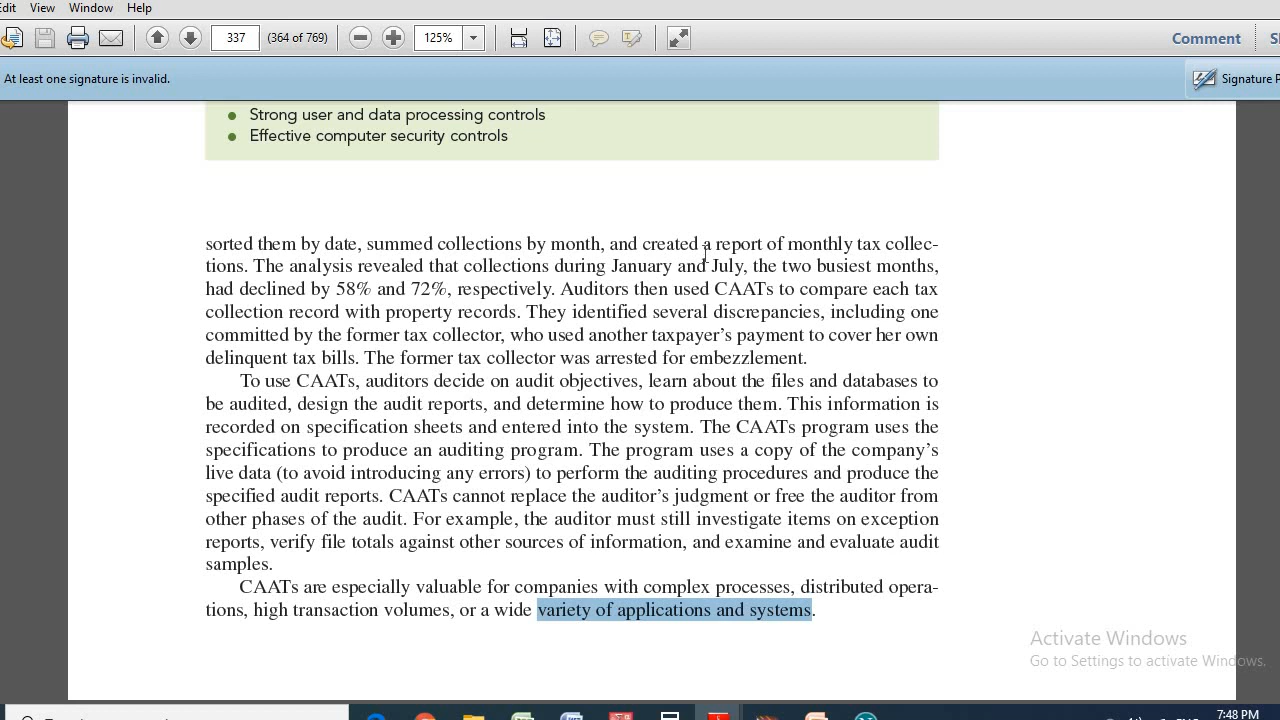 Edit View Window Help
337 (364 of 769) 125% Comment
At least one signature is invalid. Signature
Strong user and data processing controls
Effective computer security controls
sorted them by date, summed collections by month, and created a report of monthly tax collec-
tions. The analysis revealed that collections during January and July, the two busiest months,
had declined by 58% and 72%, respectively. Auditors then used CAATs to compare each tax
collection record with property records. They identified several discrepancies, including one
committed by the former tax collector, who used another taxpayer's payment to cover her own
delinquent tax bills. The former tax collector was arrested for embezzlement.
To use CAATs, auditors decide on audit objectives, learn about the files and databases to
be audited, design the audit reports, and determine how to produce them. This information is
recorded on specification sheets and entered into the system. The CAATs program uses the
specifications to produce an auditing program. The program uses a copy of the company's
live data (to avoid introducing any errors) to perform the auditing procedures and produce the
specified audit reports. CAATs cannot replace the auditor's judgment or free the auditor from
other phases of the audit. For example, the auditor must still investigate items on exception
reports, verify file totals against other sources of information, and examine and evaluate audit
samples.
CAATs are especially valuable for companies with complex processes, distributed opera-
tions, high transaction volumes, or a wide variety of applications and systems.
Activate Windows
Go to Settings to activate Windows.
7:48 PM